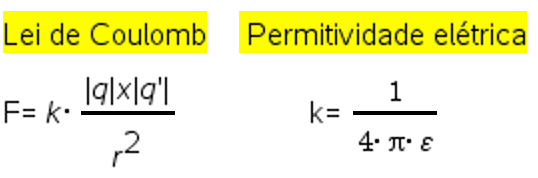 Lei de Coulomb
Permitividade elétrica
F= k· |q|x|q'| / r²
k= 1 / 4· π· ε